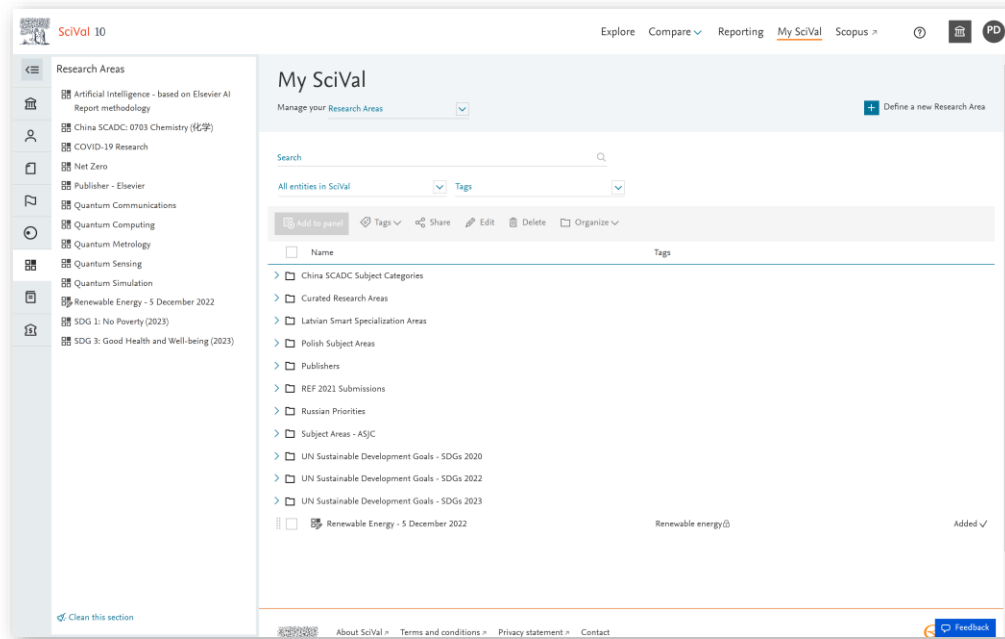 SciVal 10
Explore Compare Reporting My SciVal Scopus ↗ PD
Research Areas
Artificial Intelligence - based on Elsevier AI
Report methodology
China SCADC: 0703 Chemistry (化学)
COVID-19 Research
Net Zero
Publisher - Elsevier
Quantum Communications
Quantum Computing
Quantum Metrology
Quantum Sensing
Quantum Simulation
Renewable Energy - 5 December 2022
SDG 1: No Poverty (2023)
SDG 3: Good Health and Well-being (2023)
Clean this section
My SciVal
Manage your Research Areas
Define a new Research Area
Search
All entities in SciVal Tags
Add to panel Tags Share Edit Delete Organize
Name Tags
China SCADC Subject Categories
Curated Research Areas
Latvian Smart Specialization Areas
Polish Subject Areas
Publishers
REF 2021 Submissions
Russian Priorities
Subject Areas - ASJC
UN Sustainable Development Goals - SDGs 2020
UN Sustainable Development Goals - SDGs 2022
UN Sustainable Development Goals - SDGs 2023
Renewable Energy - 5 December 2022 Renewable energy Added ✓
About SciVal ↗ Terms and conditions ↗ Privacy statement ↗ Contact
Feedback